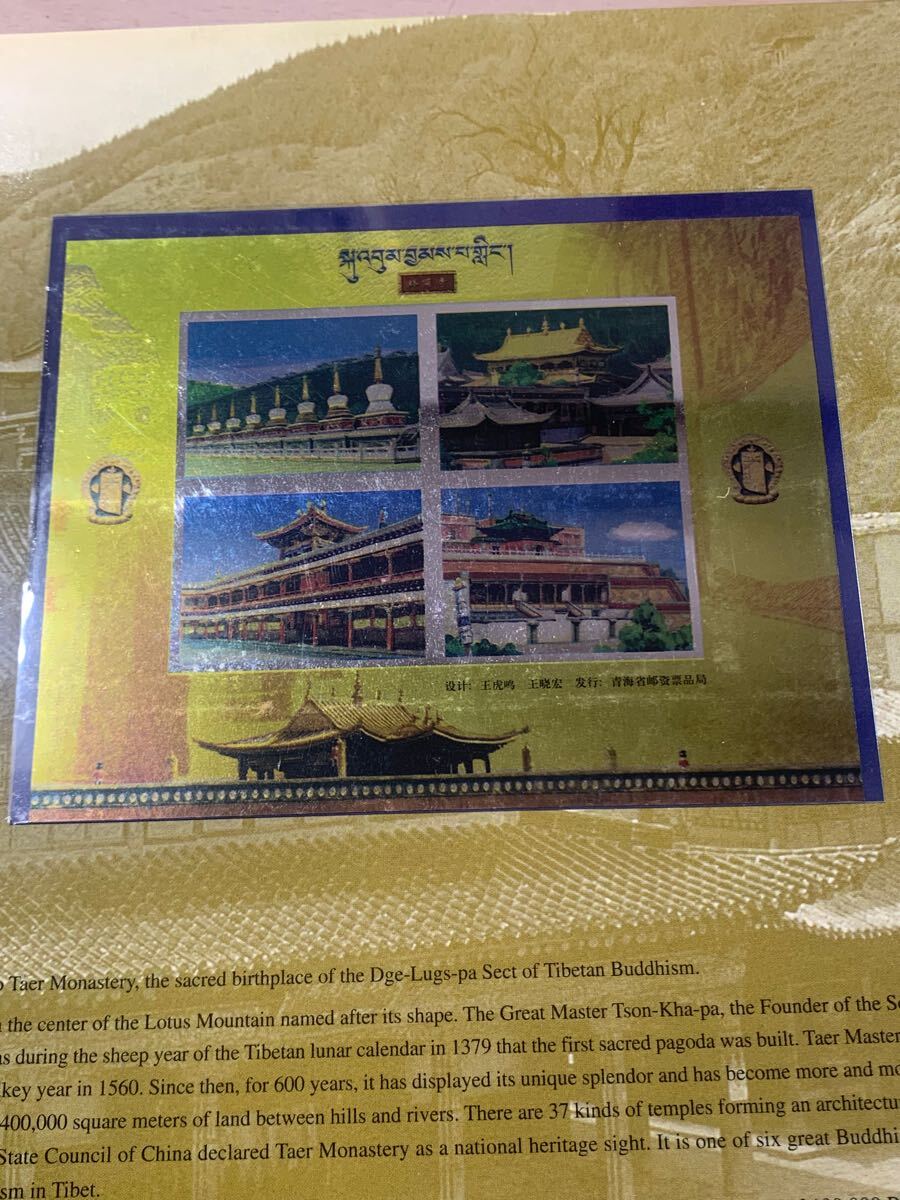 སྐུ་འབུམ་བྱམས་པ་གླིང་།
设计：王虎鸣 王晓宏 发行：青海省邮资票品局
Taer Monastery, the sacred birthplace of the Dge-Lugs-pa Sect of Tibetan Buddhism.
the center of the Lotus Mountain named after its shape. The Great Master Tson-Kha-pa, the Founder of the
during the sheep year of the Tibetan lunar calendar in 1379 that the first sacred pagoda was built. Taer Master
key year in 1560. Since then, for 600 years, it has displayed its unique splendor and has become more and mo
400,000 square meters of land between hills and rivers. There are 37 kinds of temples forming an architectu
State Council of China declared Taer Monastery as a national heritage sight. It is one of six great Buddhi
sm in Tibet.